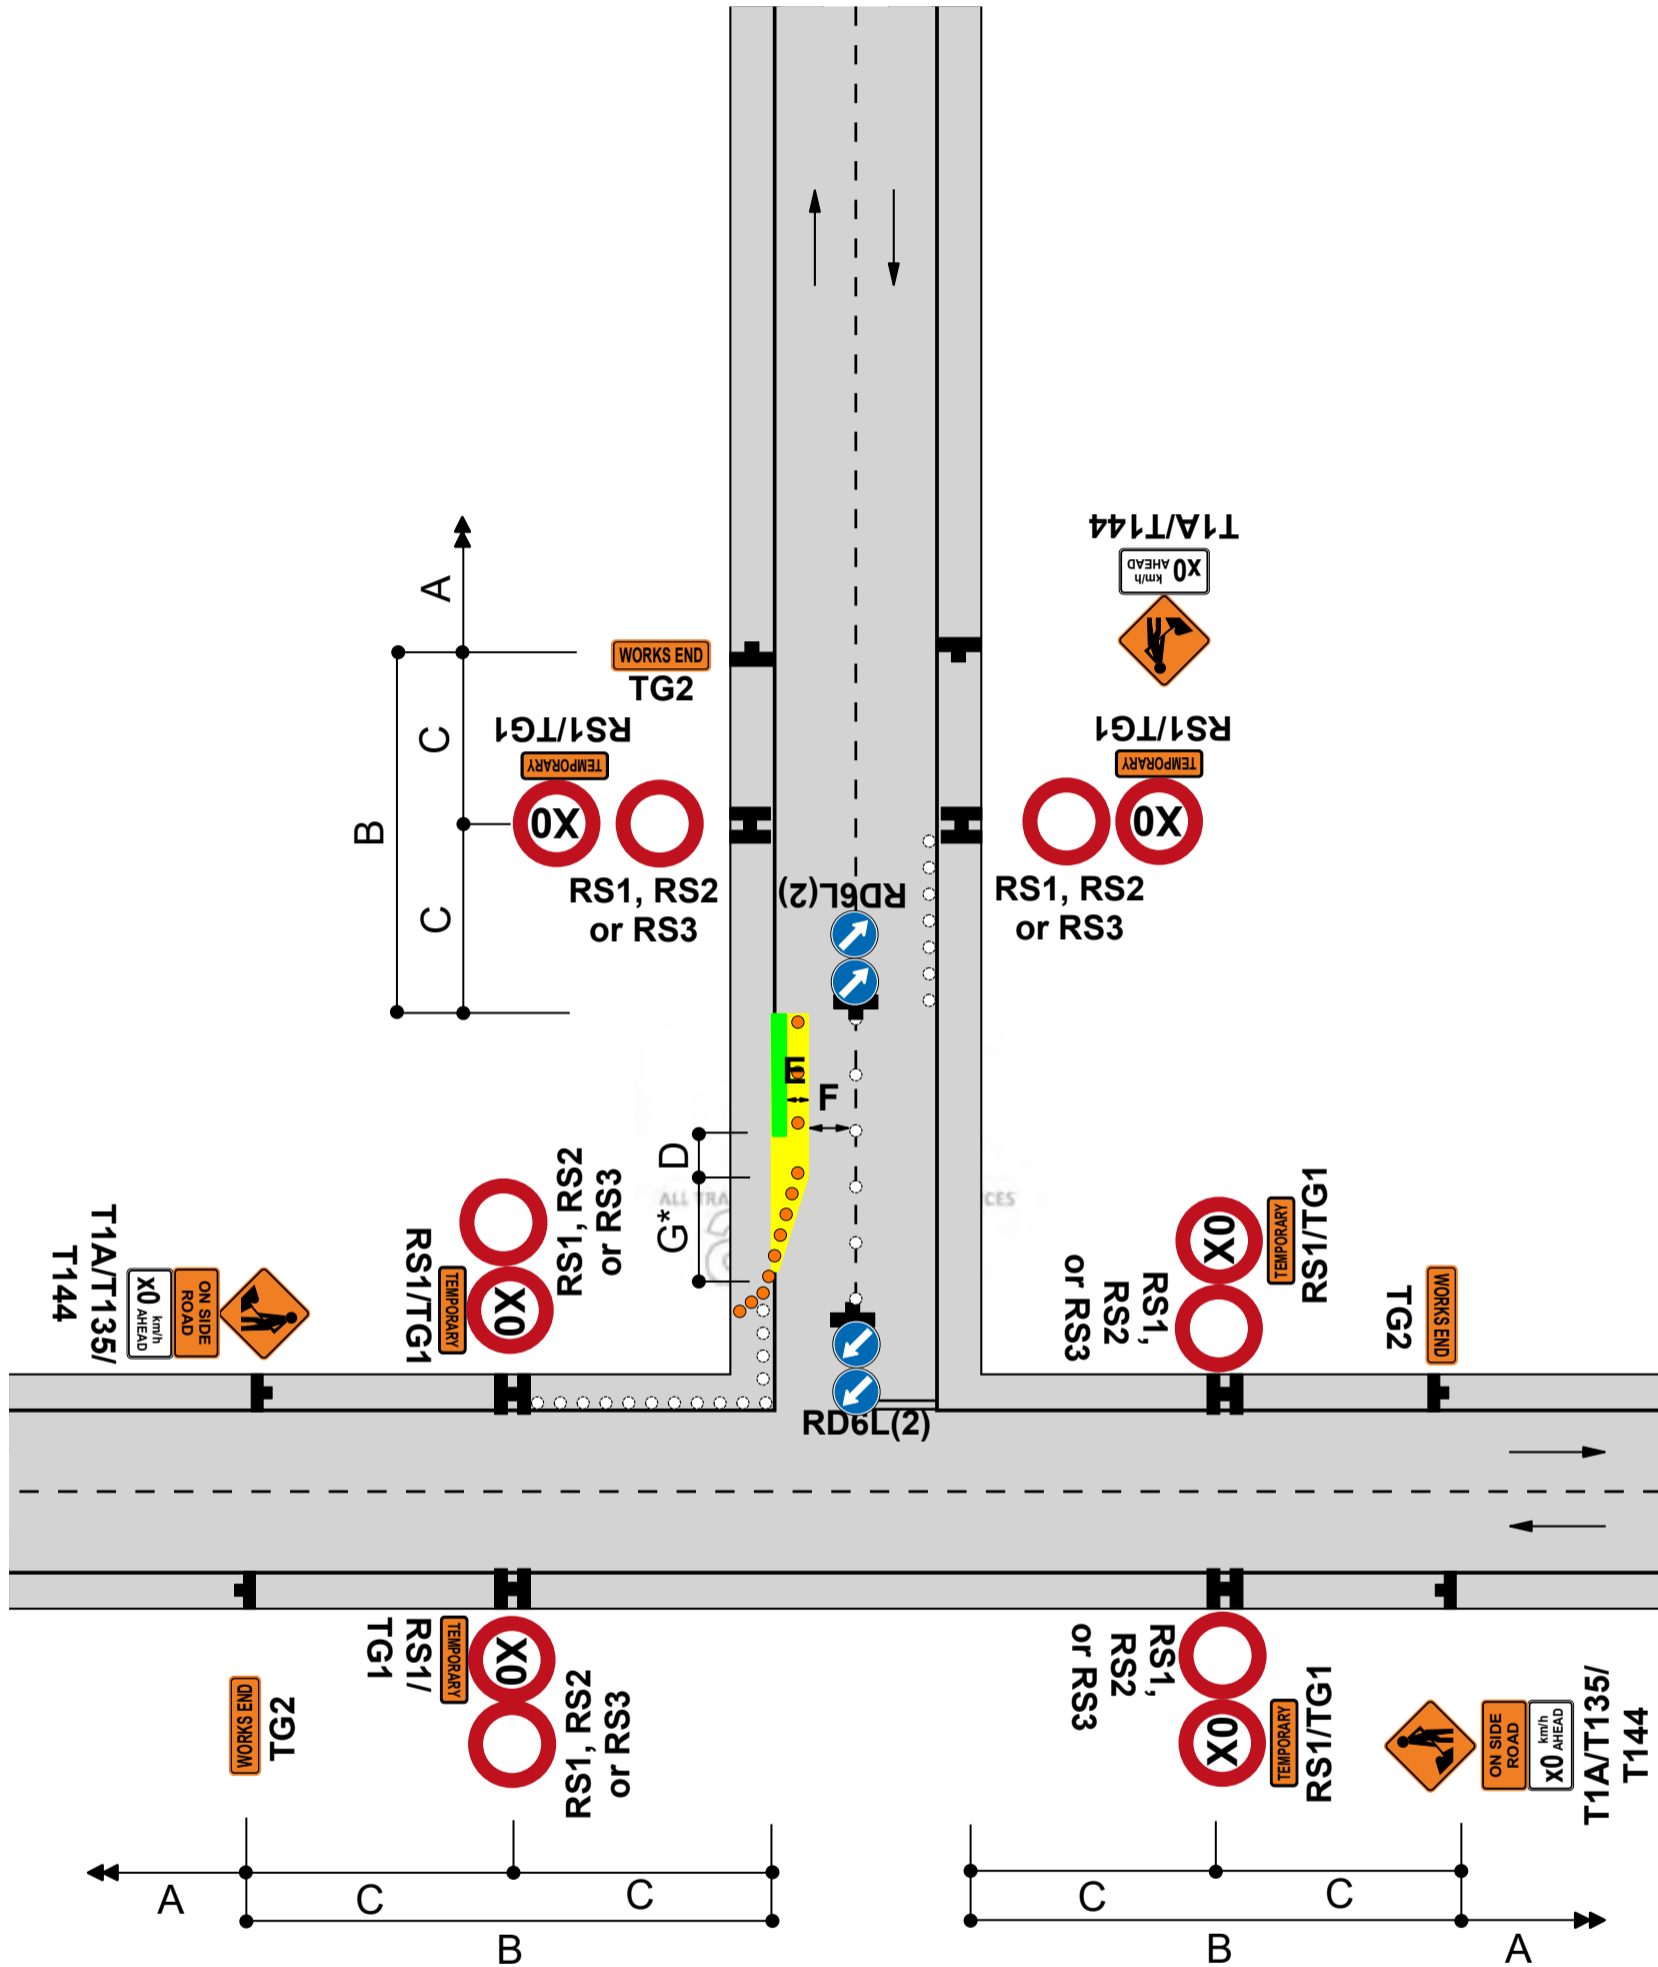 T1A/T144
x0 km/h AHEAD
A
WORKS END
TG2
C
RS1/TG1
TEMPORARY
X0
RS1/TG1
TEMPORARY
X0
B
RS1, RS2
or RS3
RD6L(2)
RS1, RS2
or RS3
C
E
F
D
ALL TRA
CES
G*
T1A/T135/
T144
x0 km/h AHEAD
ON SIDE
ROAD
RS1/TG1
TEMPORARY
X0
RS1, RS2
or RS3
RS1,
RS2
or RS3
X0
TEMPORARY
RS1/TG1
TG2
WORKS END
RD6L(2)
WORKS END
TG2
RS1/
TG1
TEMPORARY
X0
RS1, RS2
or RS3
RS1,
RS2
or RS3
X0
TEMPORARY
RS1/TG1
ON SIDE
ROAD
x0 km/h AHEAD
T1A/T135/
T144
A
C
C
B
C
C
B
A